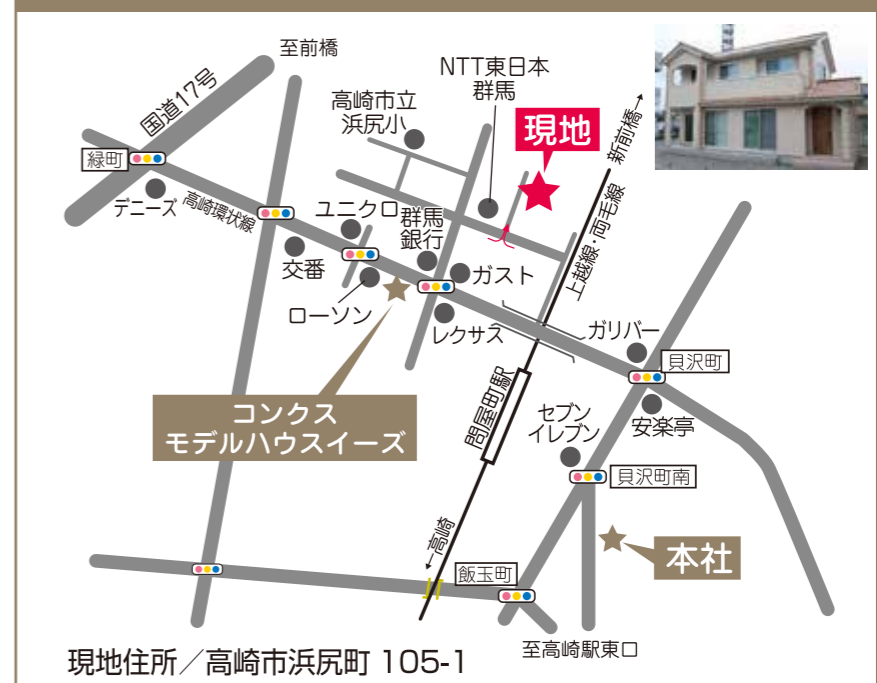 至前橋
NTT東日本
群馬
国道17号
高崎市立
浜尻小
現地
新前橋→
緑町
デニーズ
高崎環状線
ユニクロ
群馬
銀行
上越線・両毛線
交番
ガスト
ローソン
レクサス
ガリバー
貝沢町
コンクス
モデルハウスイーズ
問屋町駅
セブン
イレブン
安楽亭
貝沢町南
←高崎
本社
飯玉町
至高崎駅東口
現地住所／高崎市浜尻町 105-1